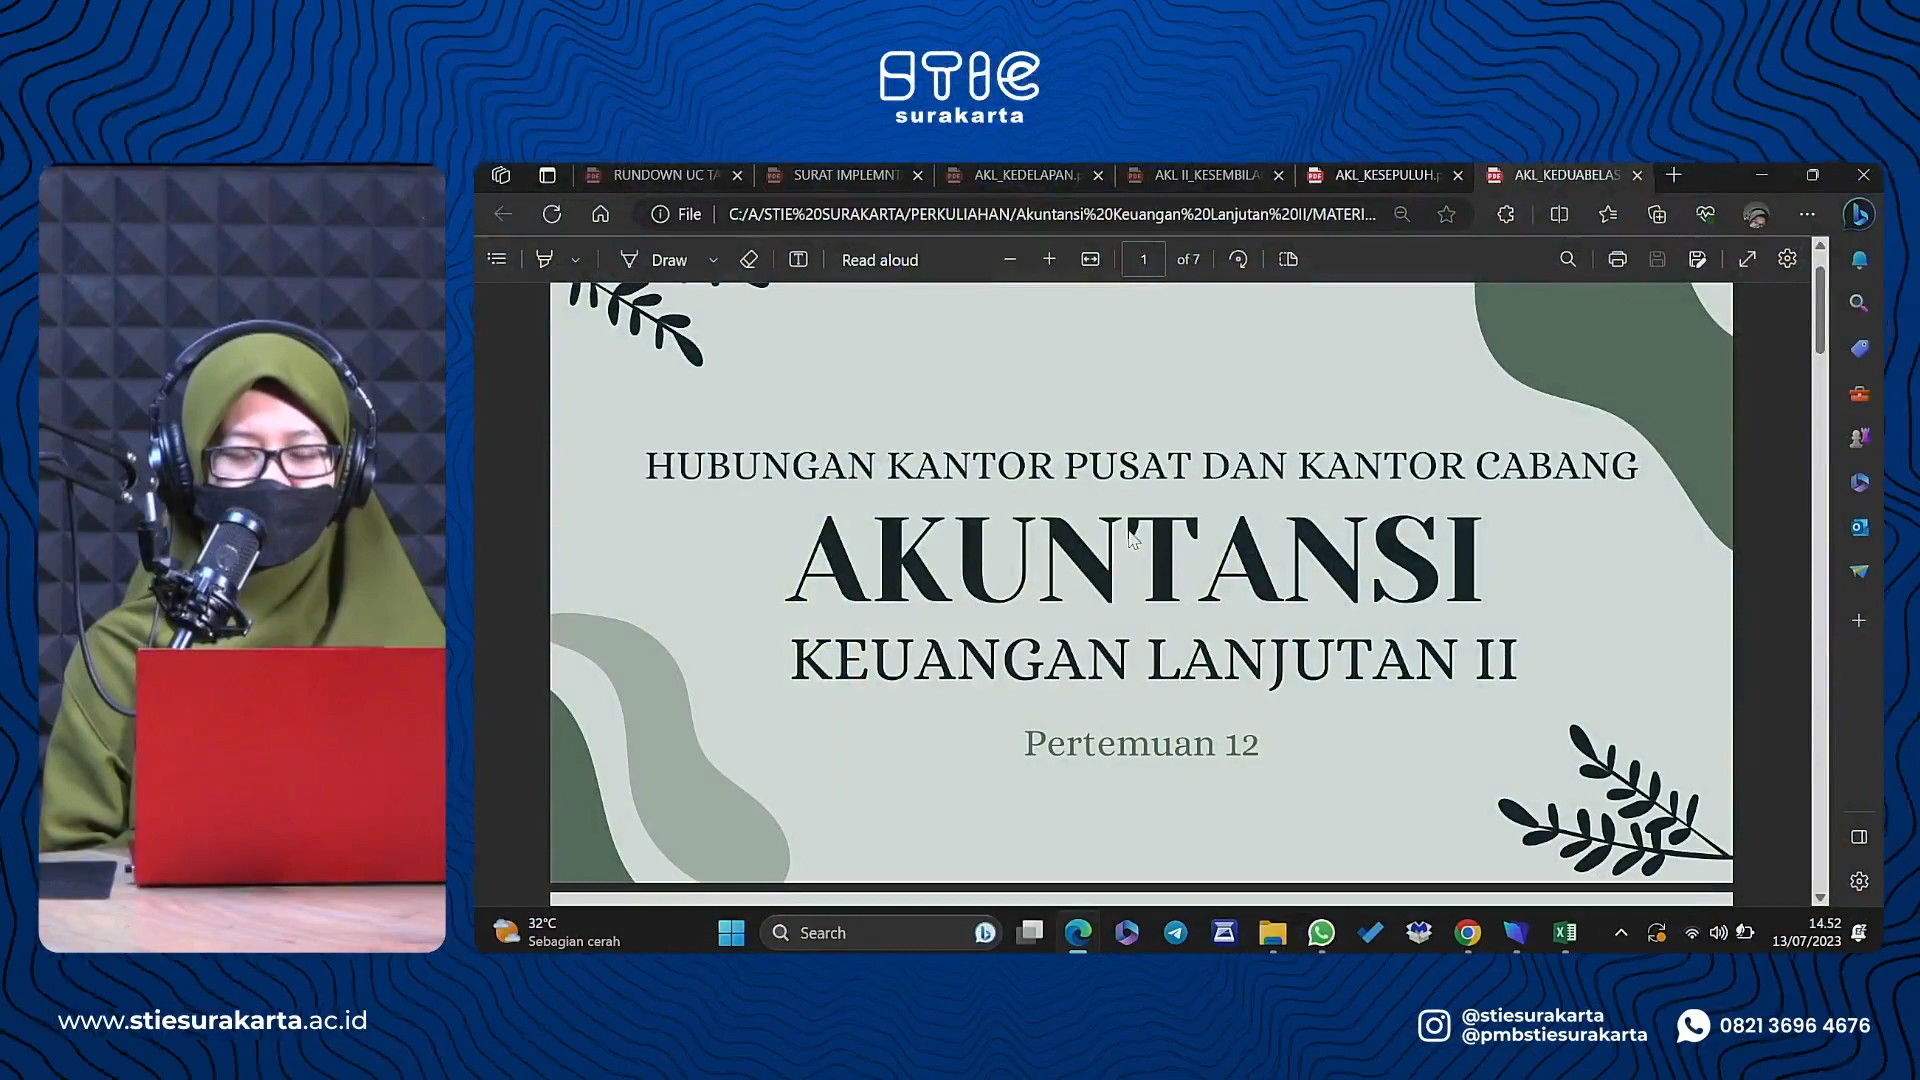 STIE
surakarta
RUNDOWN UC TA
SURAT IMPLEMNT
AKL_KEDELAPAN.p
AKL II_KESEMBILA
AKL_KESEPULUH.p
AKL_KEDUABELAS
File
C:/A/STIE%20SURAKARTA/PERKULIAHAN/Akuntansi%20Keuangan%20Lanjutan%20II/MATERI...
Draw
Read aloud
1
of 7
HUBUNGAN KANTOR PUSAT DAN KANTOR CABANG
AKUNTANSI
KEUANGAN LANJUTAN II
Pertemuan 12
32°C
Sebagian cerah
Search
14.52
13/07/2023
www.stiesurakarta.ac.id
@stiesurakarta
@pmbstiesurakarta
0821 3696 4676